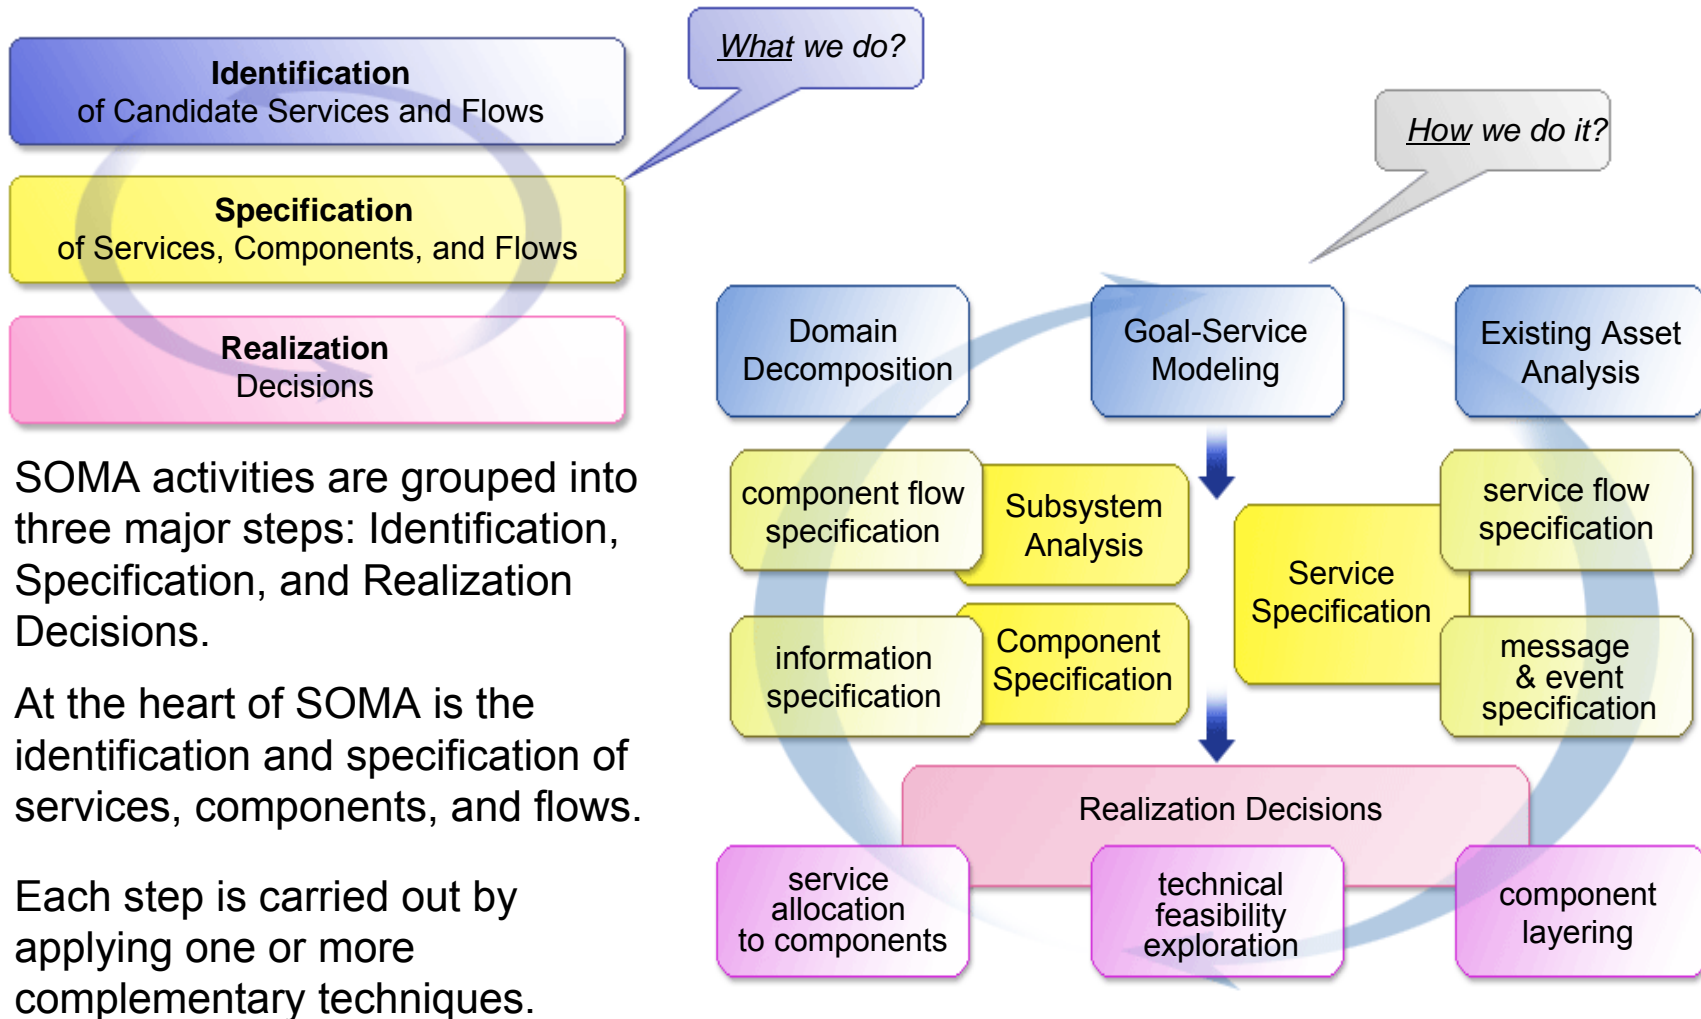 Identification
of Candidate Services and Flows
Specification
of Services, Components, and Flows
Realization
Decisions
What we do?
How we do it?
SOMA activities are grouped into
three major steps: Identification,
Specification, and Realization
Decisions.
At the heart of SOMA is the
identification and specification of
services, components, and flows.
Each step is carried out by
applying one or more
complementary techniques.
Domain
Decomposition
Goal-Service
Modeling
Existing Asset
Analysis
component flow
specification
Subsystem
Analysis
information
specification
Component
Specification
Service
Specification
service flow
specification
message
& event
specification
Realization Decisions
service
allocation
to components
technical
feasibility
exploration
component
layering